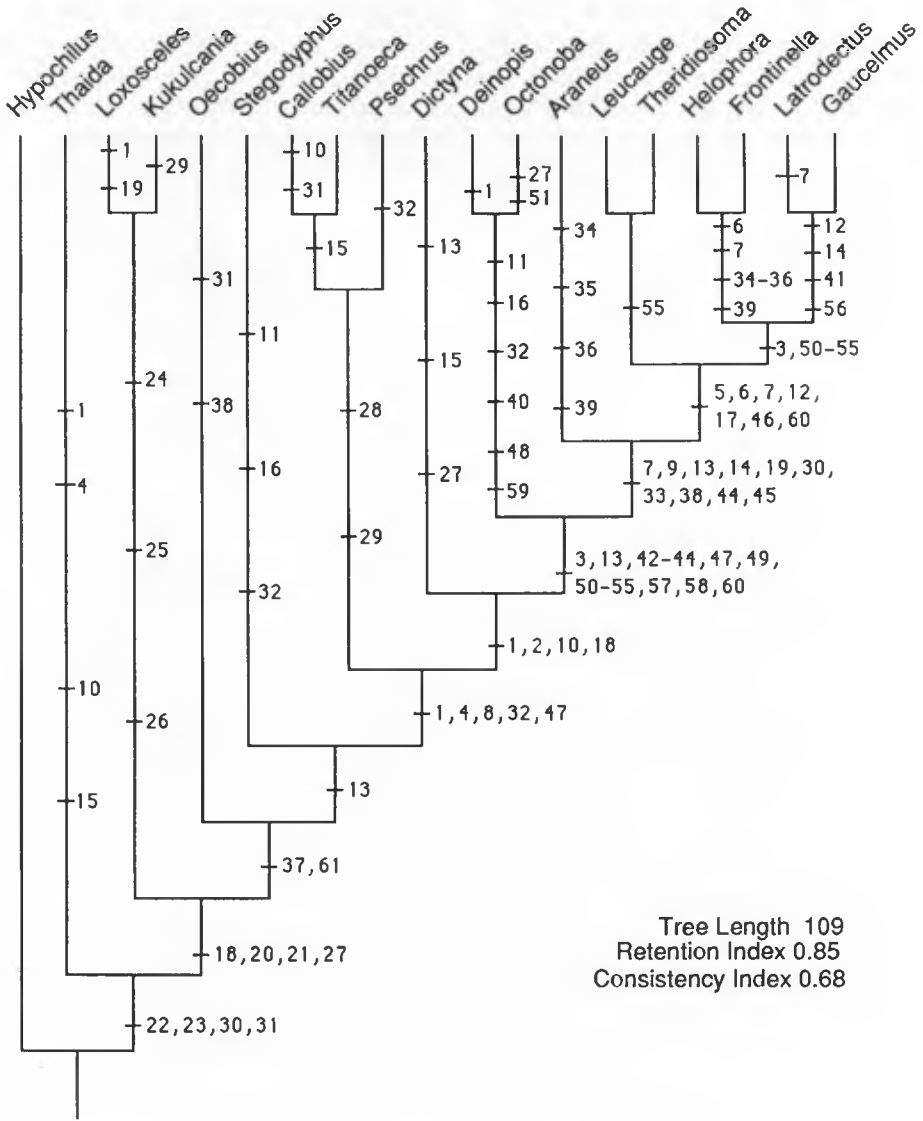 Hypochilus
Thaida
Loxosceles
Kukulcania
Oecobius
Stegodyphus
Callobius
Titanoeca
Psechrus
Dictyna
Deinopis
Octonoba
Araneus
Leucauge
Theridiosoma
Helophora
Frontinella
Latrodectus
Gaucelmus
1
19
29
10
31
15
32
13
1
27
51
11
34
6
7
34-36
39
7
12
14
41
56
31
16
35
55
11
15
32
36
3,50-55
24
1
38
28
40
39
5,6,7,12,
17,46,60
4
16
27
48
59
7,9,13,14,19,30,
33,38,44,45
25
29
32
3,13,42-44,47,49,
50-55,57,58,60
1,2,10,18
10
26
1,4,8,32,47
15
13
37,61
18,20,21,27
22,23,30,31
Tree Length 109
Retention Index 0.85
Consistency Index 0.68